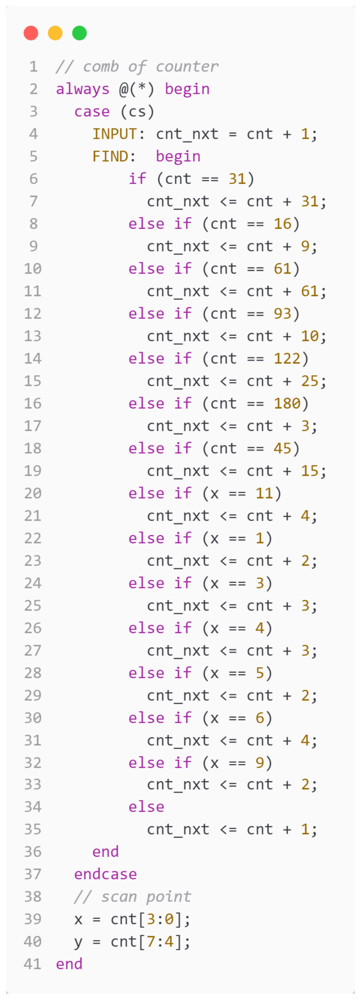 1 // comb of counter
2 always @(*) begin
3   case (cs)
4     INPUT: cnt_nxt = cnt + 1;
5     FIND:  begin
6         if (cnt == 31)
7           cnt_nxt <= cnt + 31;
8         else if (cnt == 16)
9           cnt_nxt <= cnt + 9;
10         else if (cnt == 61)
11           cnt_nxt <= cnt + 61;
12         else if (cnt == 93)
13           cnt_nxt <= cnt + 10;
14         else if (cnt == 122)
15           cnt_nxt <= cnt + 25;
16         else if (cnt == 180)
17           cnt_nxt <= cnt + 3;
18         else if (cnt == 45)
19           cnt_nxt <= cnt + 15;
20         else if (x == 11)
21           cnt_nxt <= cnt + 4;
22         else if (x == 1)
23           cnt_nxt <= cnt + 2;
24         else if (x == 3)
25           cnt_nxt <= cnt + 3;
26         else if (x == 4)
27           cnt_nxt <= cnt + 3;
28         else if (x == 5)
29           cnt_nxt <= cnt + 2;
30         else if (x == 6)
31           cnt_nxt <= cnt + 4;
32         else if (x == 9)
33           cnt_nxt <= cnt + 2;
34         else
35           cnt_nxt <= cnt + 1;
36     end
37   endcase
38   // scan point
39   x = cnt[3:0];
40   y = cnt[7:4];
41 end